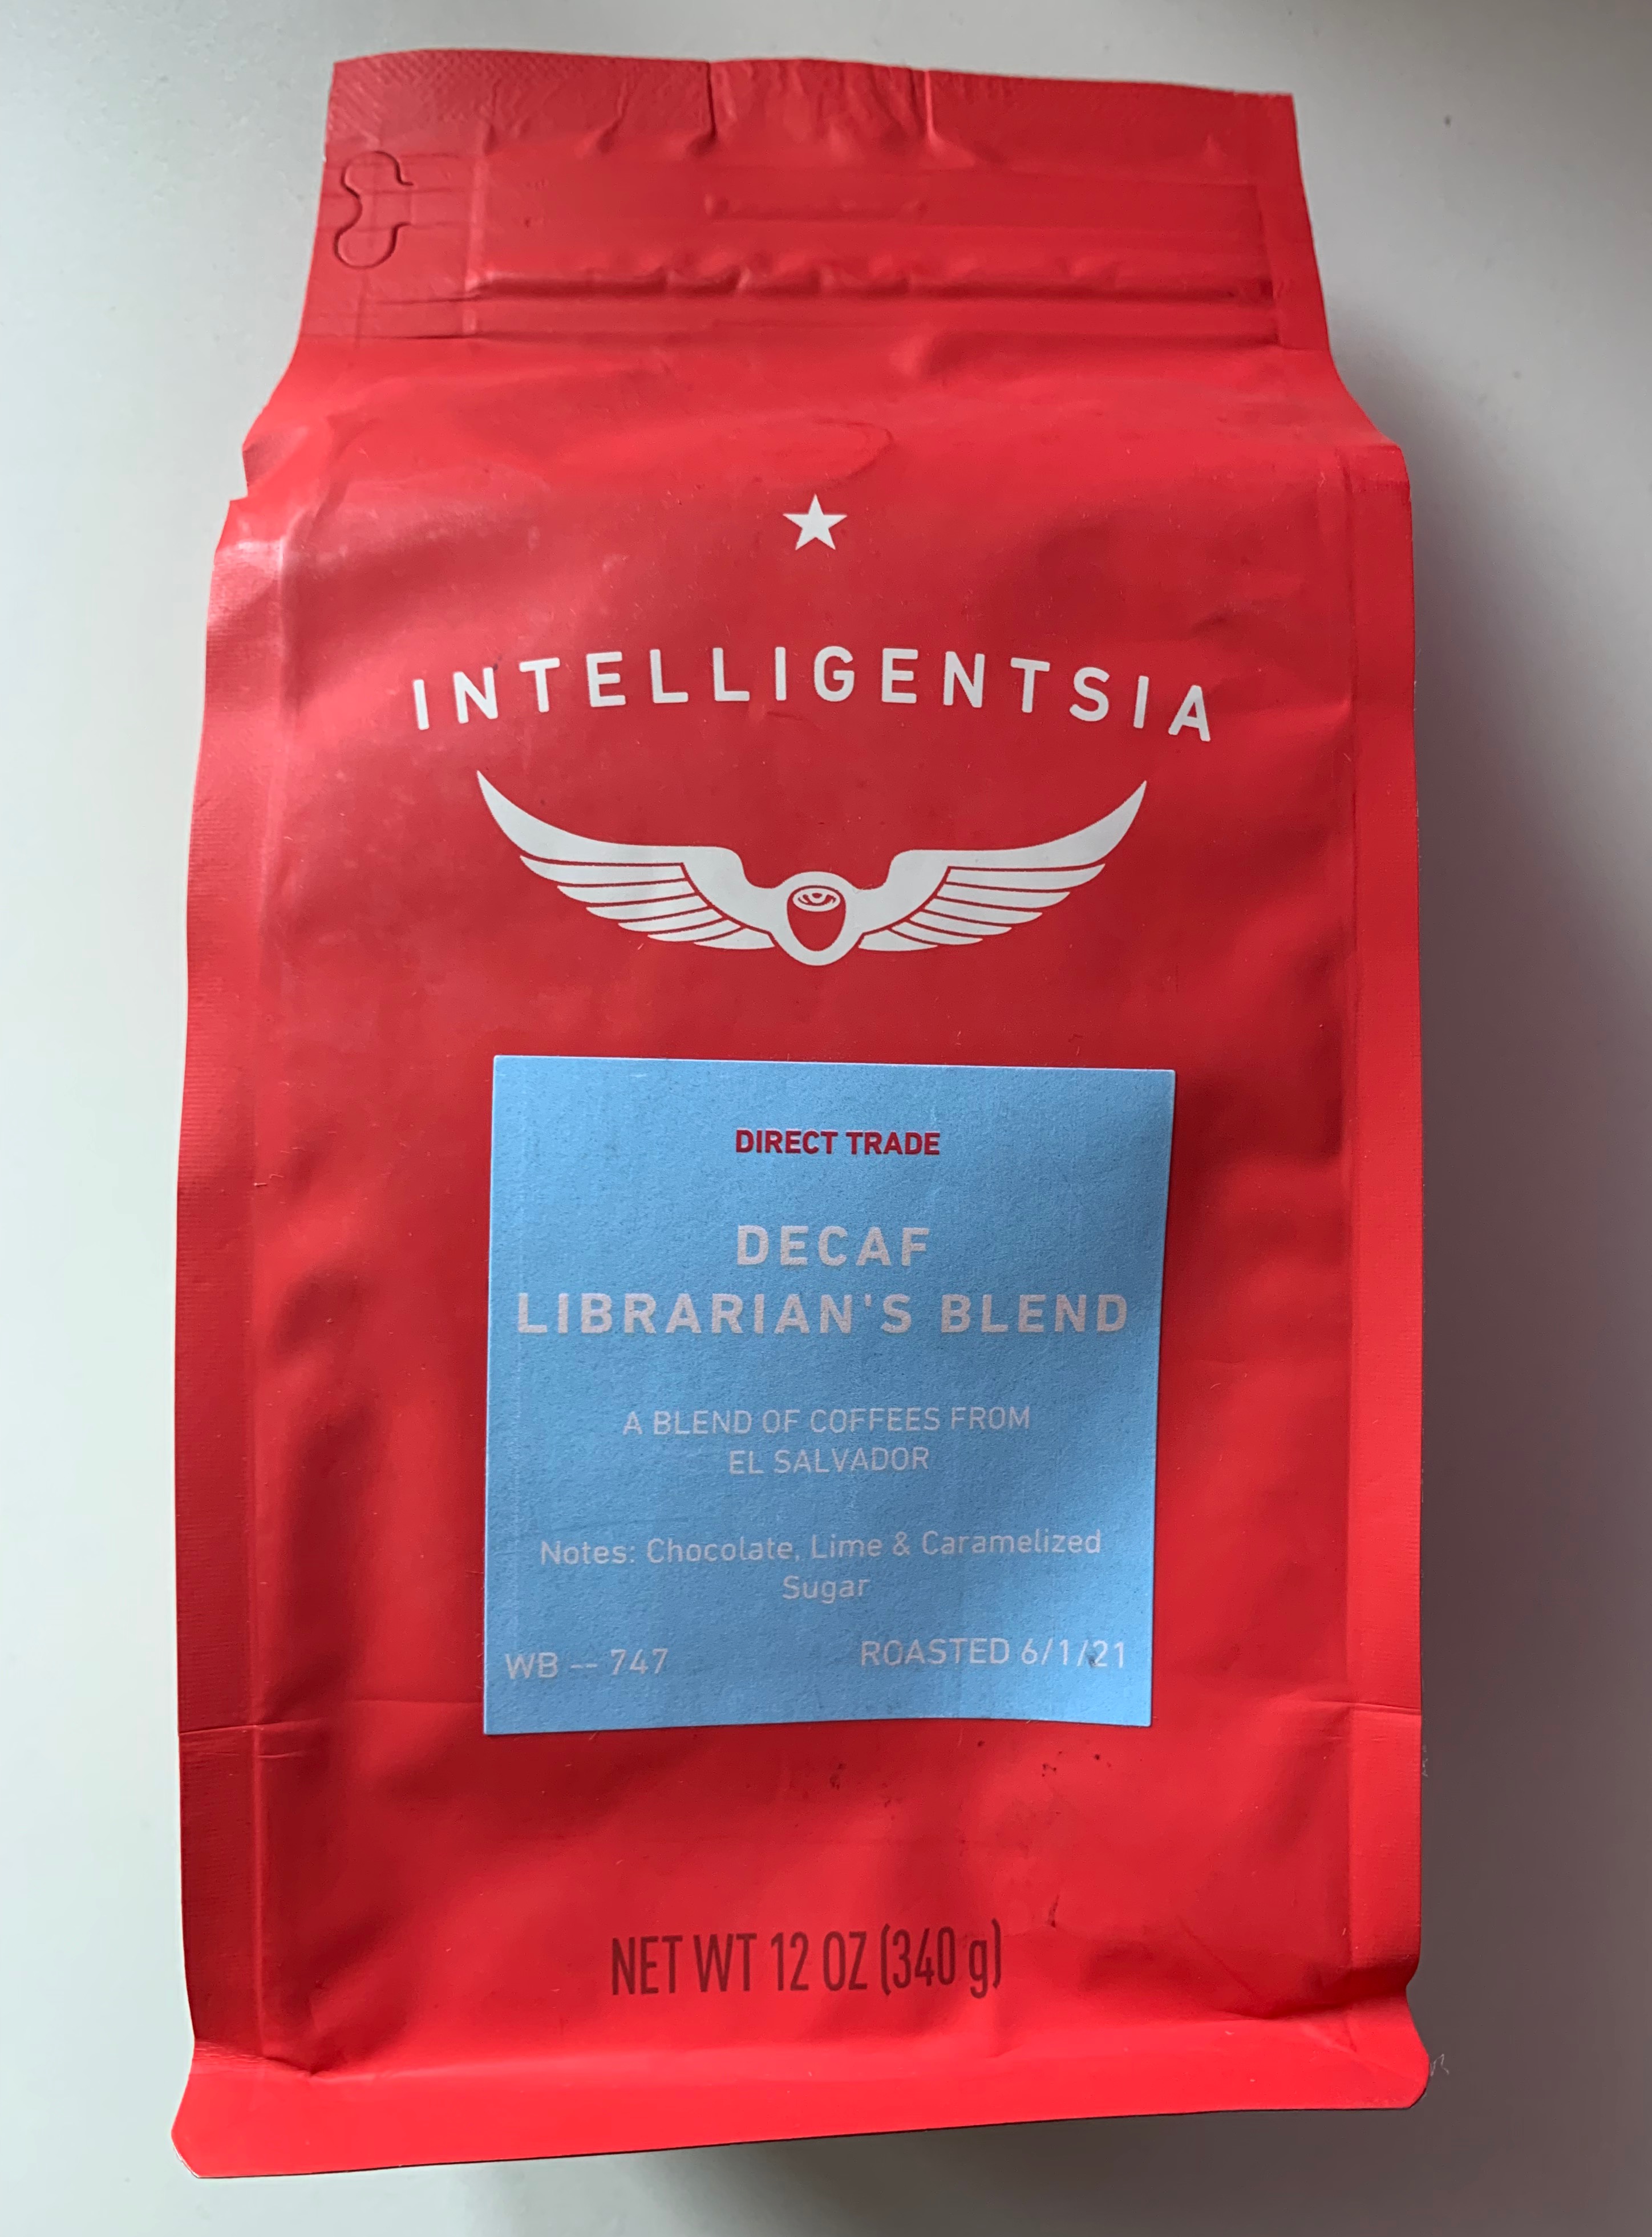 INTELLIGENTSIA
DIRECT TRADE
DECAF
LIBRARIAN'S BLEND
A BLEND OF COFFEES FROM
EL SALVADOR
Notes: Chocolate, Lime & Caramelized
Sugar
WB -- 747 ROASTED 6/1/21
NET WT 12 OZ (340 g)